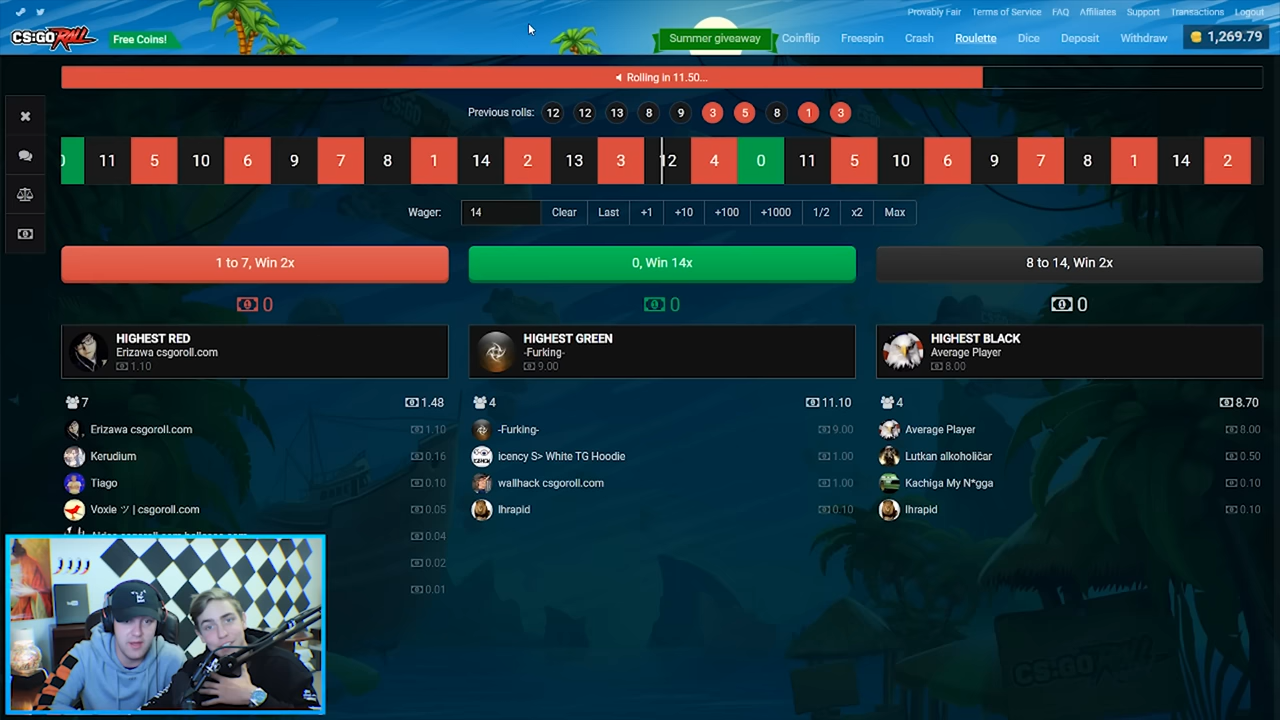 Provably Fair Terms of Service FAQ Affiliates Support Transactions Logout
CS:GO ROLL Free Coins! Summer giveaway Coinflip Freespin Crash Roulette Dice Deposit Withdraw 1,269.79
Rolling in 11.50...
Previous rolls: 12 12 13 8 9 3 5 8 1 3
11 5 10 6 9 7 8 1 14 2 13 3 12 4 0 11 5 10 6 9 7 8 1 14 2
Wager: 14 Clear Last +1 +10 +100 +1000 1/2 x2 Max
1 to 7, Win 2x 0, Win 14x 8 to 14, Win 2x
0 0 0
HIGHEST RED
Erizawa csgoroll.com
1.10
HIGHEST GREEN
-Furking-
9.00
HIGHEST BLACK
Average Player
8.00
7 1.48
Erizawa csgoroll.com 1.10
Kerudium 0.16
Tiago 0.10
Voxie ツ | csgoroll.com 0.05
0.04
0.02
0.01
4 11.10
-Furking- 9.00
icency S> White TG Hoodie 1.00
wallhack csgoroll.com 1.00
Ihrapid 0.10
4 8.70
Average Player 8.00
Lutkan alkoholičar 0.50
Kachiga My N*gga 0.10
Ihrapid 0.10
CS:GO ROLL